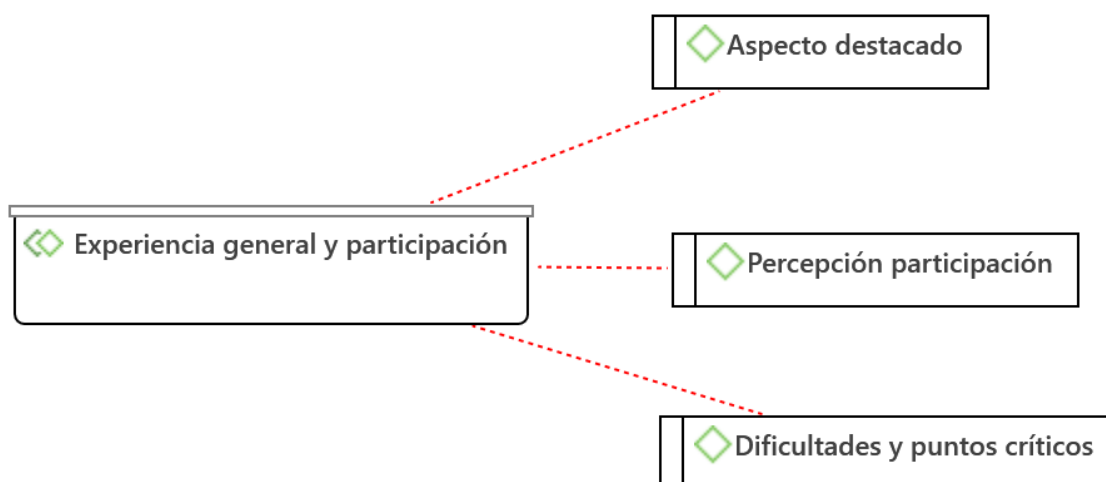 Aspecto destacado
Experiencia general y participación
Percepción participación
Dificultades y puntos críticos